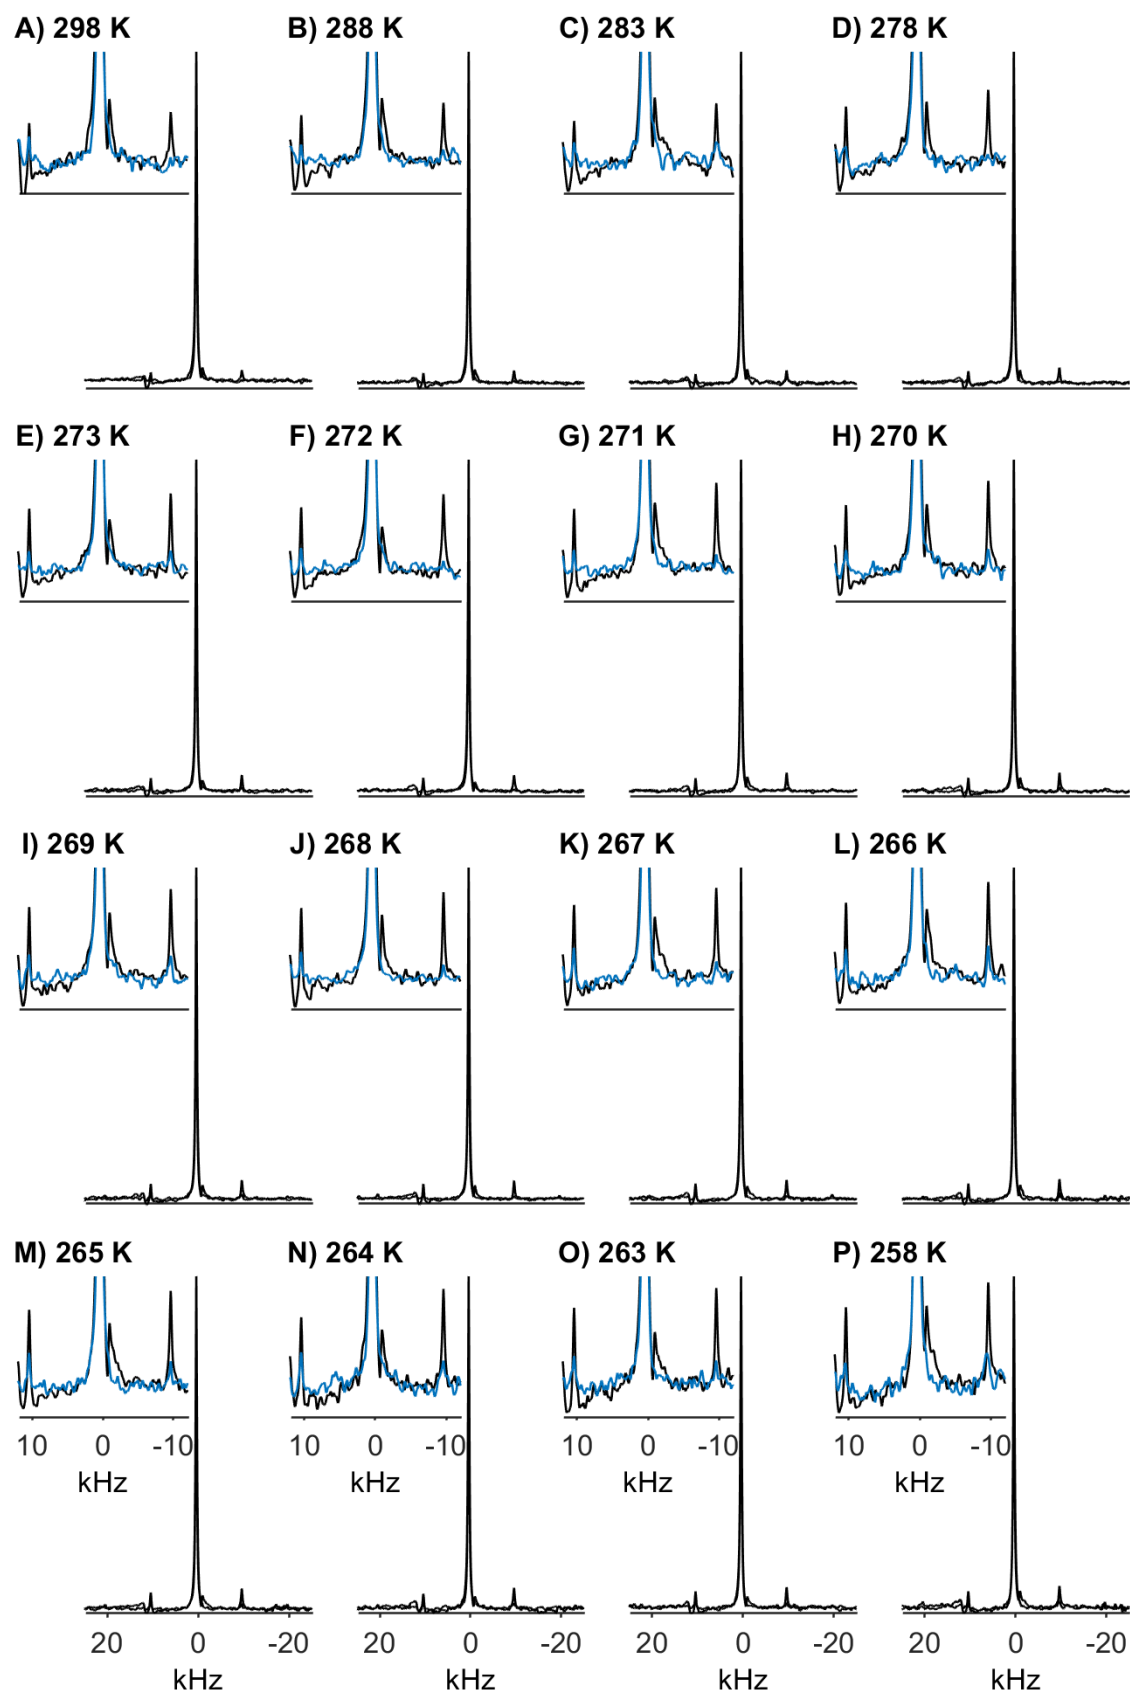 A) 298 K B) 288 K C) 283 K D) 278 K
E) 273 K F) 272 K G) 271 K H) 270 K
I) 269 K J) 268 K K) 267 K L) 266 K
M) 265 K N) 264 K O) 263 K P) 258 K
10 0 -10 10 0 -10 10 0 -10 10 0 -10
kHz kHz kHz kHz
20 0 -20 20 0 -20 20 0 -20 20 0 -20
kHz kHz kHz kHz